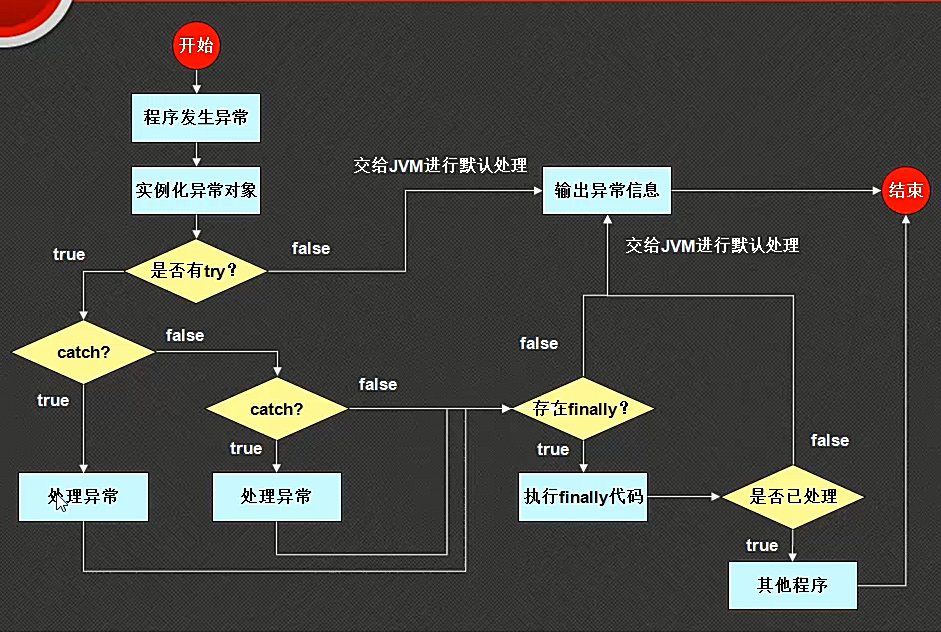 开始
程序发生异常
实例化异常对象
交给JVM进行默认处理
输出异常信息
结束
true
是否有try？
false
交给JVM进行默认处理
catch?
false
true
catch?
false
true
false
存在finally？
true
false
处理异常
处理异常
执行finally代码
是否已处理
true
其他程序